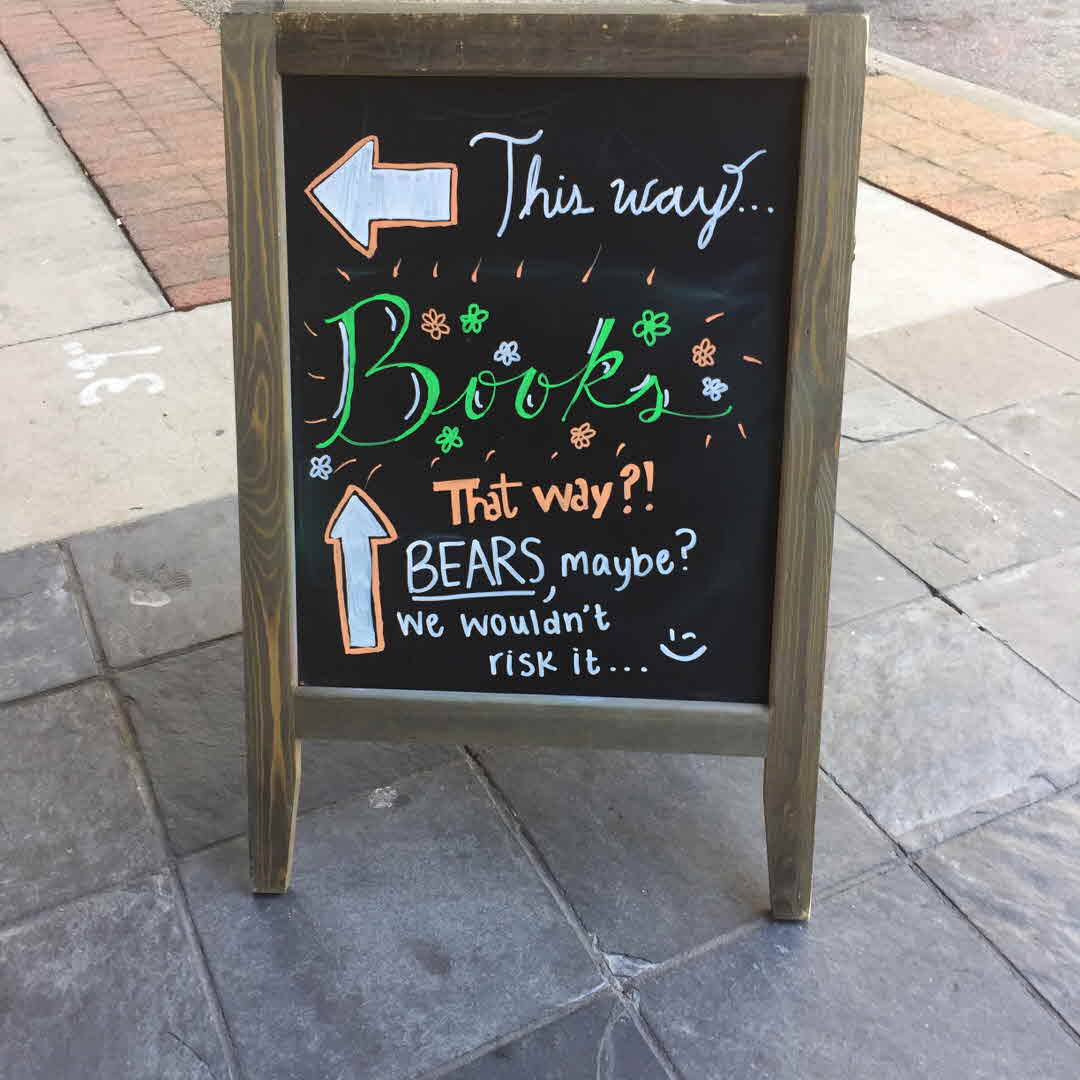 This way...
Books
That way?!
BEARS, maybe?
we wouldn't
risk it...